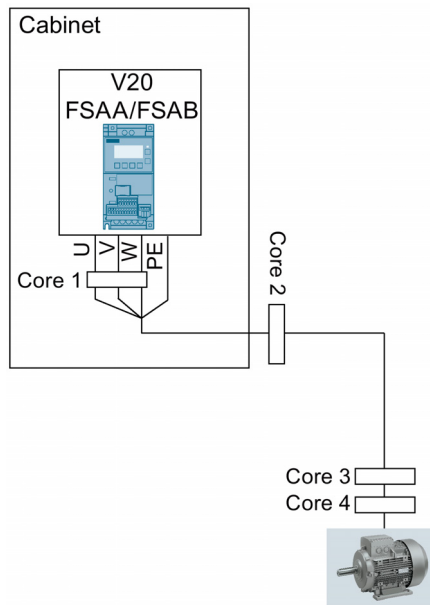 Cabinet
V20
FSAA/FSAB
U
V
W
PE
Core 1
Core 2
Core 3
Core 4